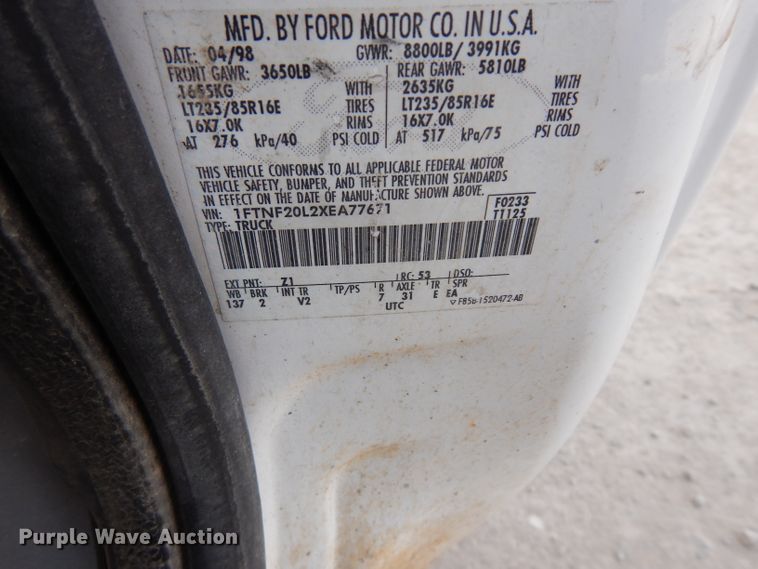 MFD. BY FORD MOTOR CO. IN U.S.A.
DATE: 04/98 GVWR: 8800LB/ 3991KG
FRONT GAWR: 3650LB REAR GAWR: 5810LB
1655KG WITH 2635KG WITH
LT235/85R16E TIRES LT235/85R16E TIRES
16X7.0K RIMS 16X7.0K RIMS
AT 276 kPa/40 PSI COLD AT 517 kPa/75 PSI COLD
THIS VEHICLE CONFORMS TO ALL APPLICABLE FEDERAL MOTOR
VEHICLE SAFETY, BUMPER, AND THEFT PREVENTION STANDARDS
IN EFFECT ON THE DATE OF MANUFACTURE SHOWN ABOVE.
VIN: F0233
TYPE: TRUCK T1125
EXT PNT: Z1 RC: 53 DSO:
WB BRK INT TR TP/PS R AXLE TR SPR
137 2 V2 7 31 E EA
UTC
Purple Wave Auction